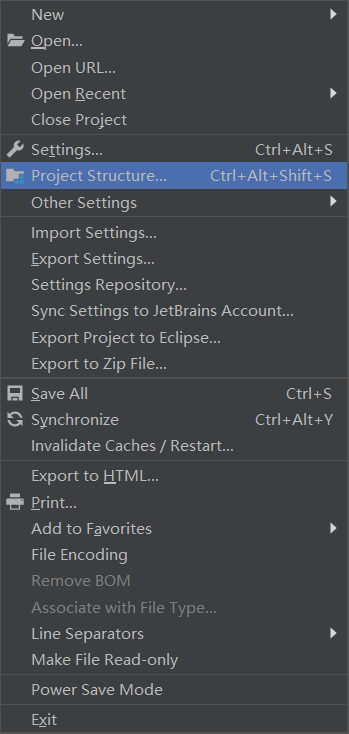 New
Open...
Open URL...
Open Recent
Close Project
Settings... Ctrl+Alt+S
Project Structure... Ctrl+Alt+Shift+S
Other Settings
Import Settings...
Export Settings...
Settings Repository...
Sync Settings to JetBrains Account...
Export Project to Eclipse...
Export to Zip File...
Save All Ctrl+S
Synchronize Ctrl+Alt+Y
Invalidate Caches / Restart...
Export to HTML...
Print...
Add to Favorites
File Encoding
Remove BOM
Associate with File Type...
Line Separators
Make File Read-only
Power Save Mode
Exit